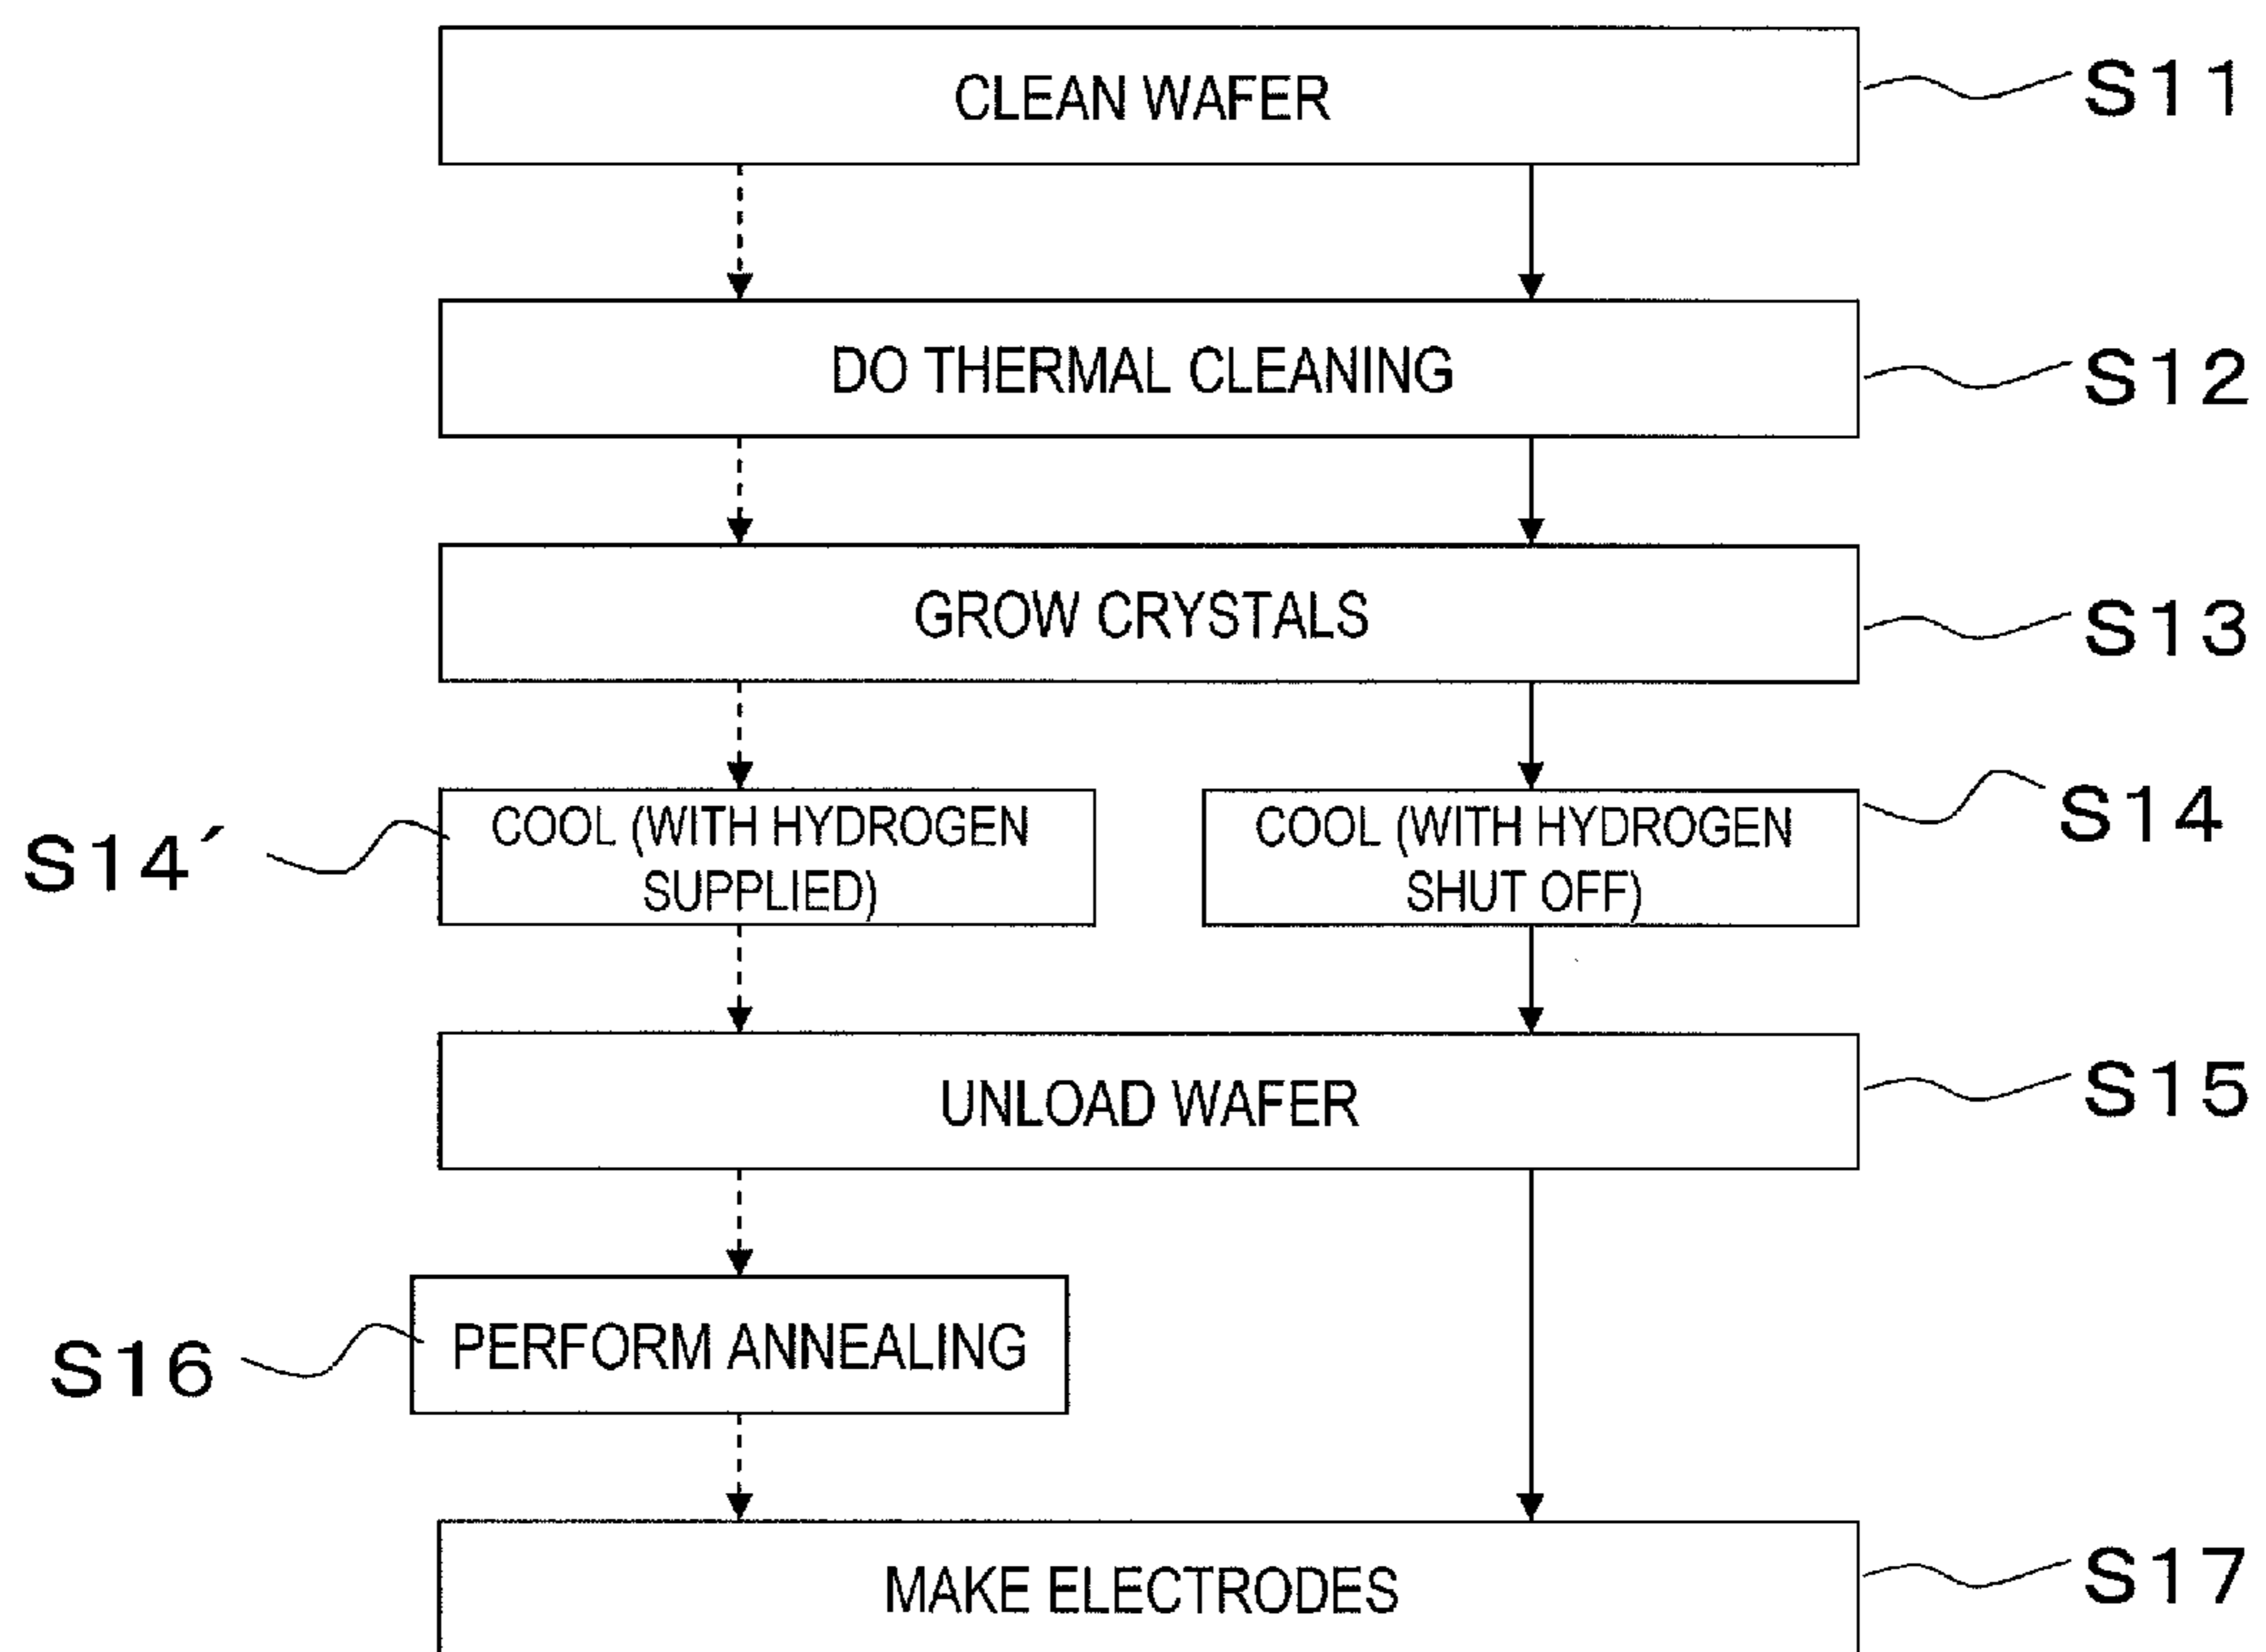 CLEAN WAFER
S11
DO THERMAL CLEANING
S12
GROW CRYSTALS
S13
S14´
COOL (WITH HYDROGEN
SUPPLIED)
COOL (WITH HYDROGEN
SHUT OFF)
S14
UNLOAD WAFER
S15
S16
PERFORM ANNEALING
MAKE ELECTRODES
S17